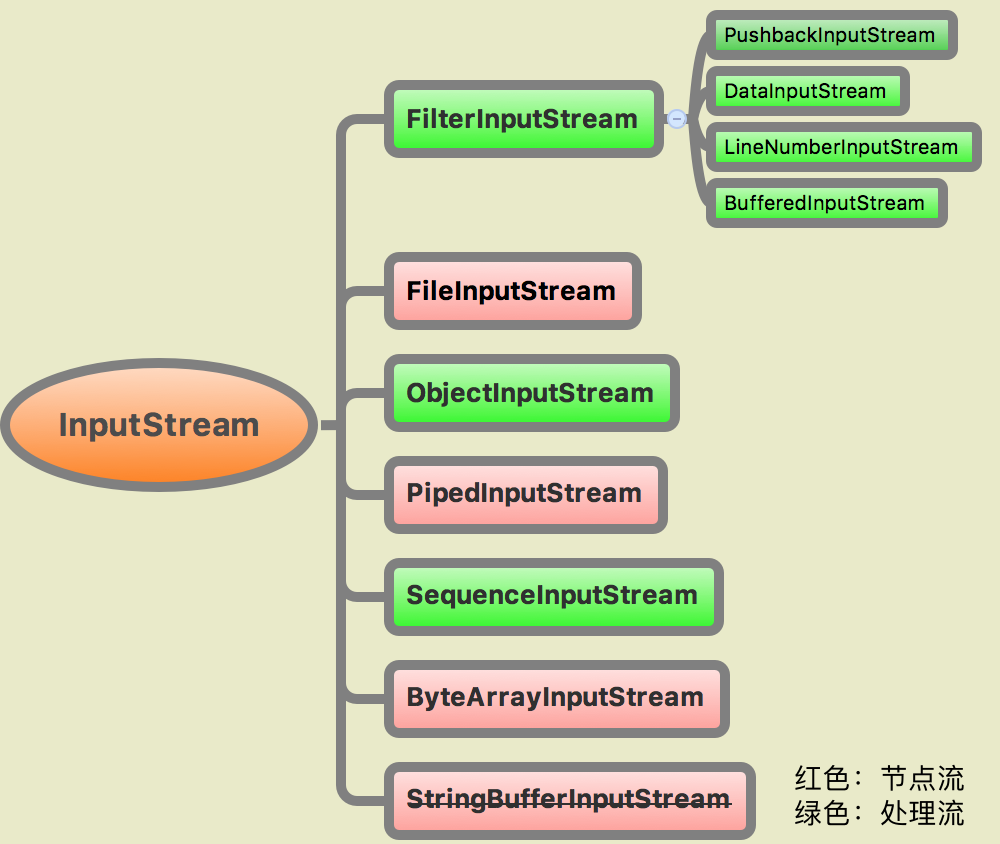 InputStream
FilterInputStream
PushbackInputStream
DataInputStream
LineNumberInputStream
BufferedInputStream
FileInputStream
ObjectInputStream
PipedInputStream
SequenceInputStream
ByteArrayInputStream
StringBufferInputStream
红色：节点流
绿色：处理流